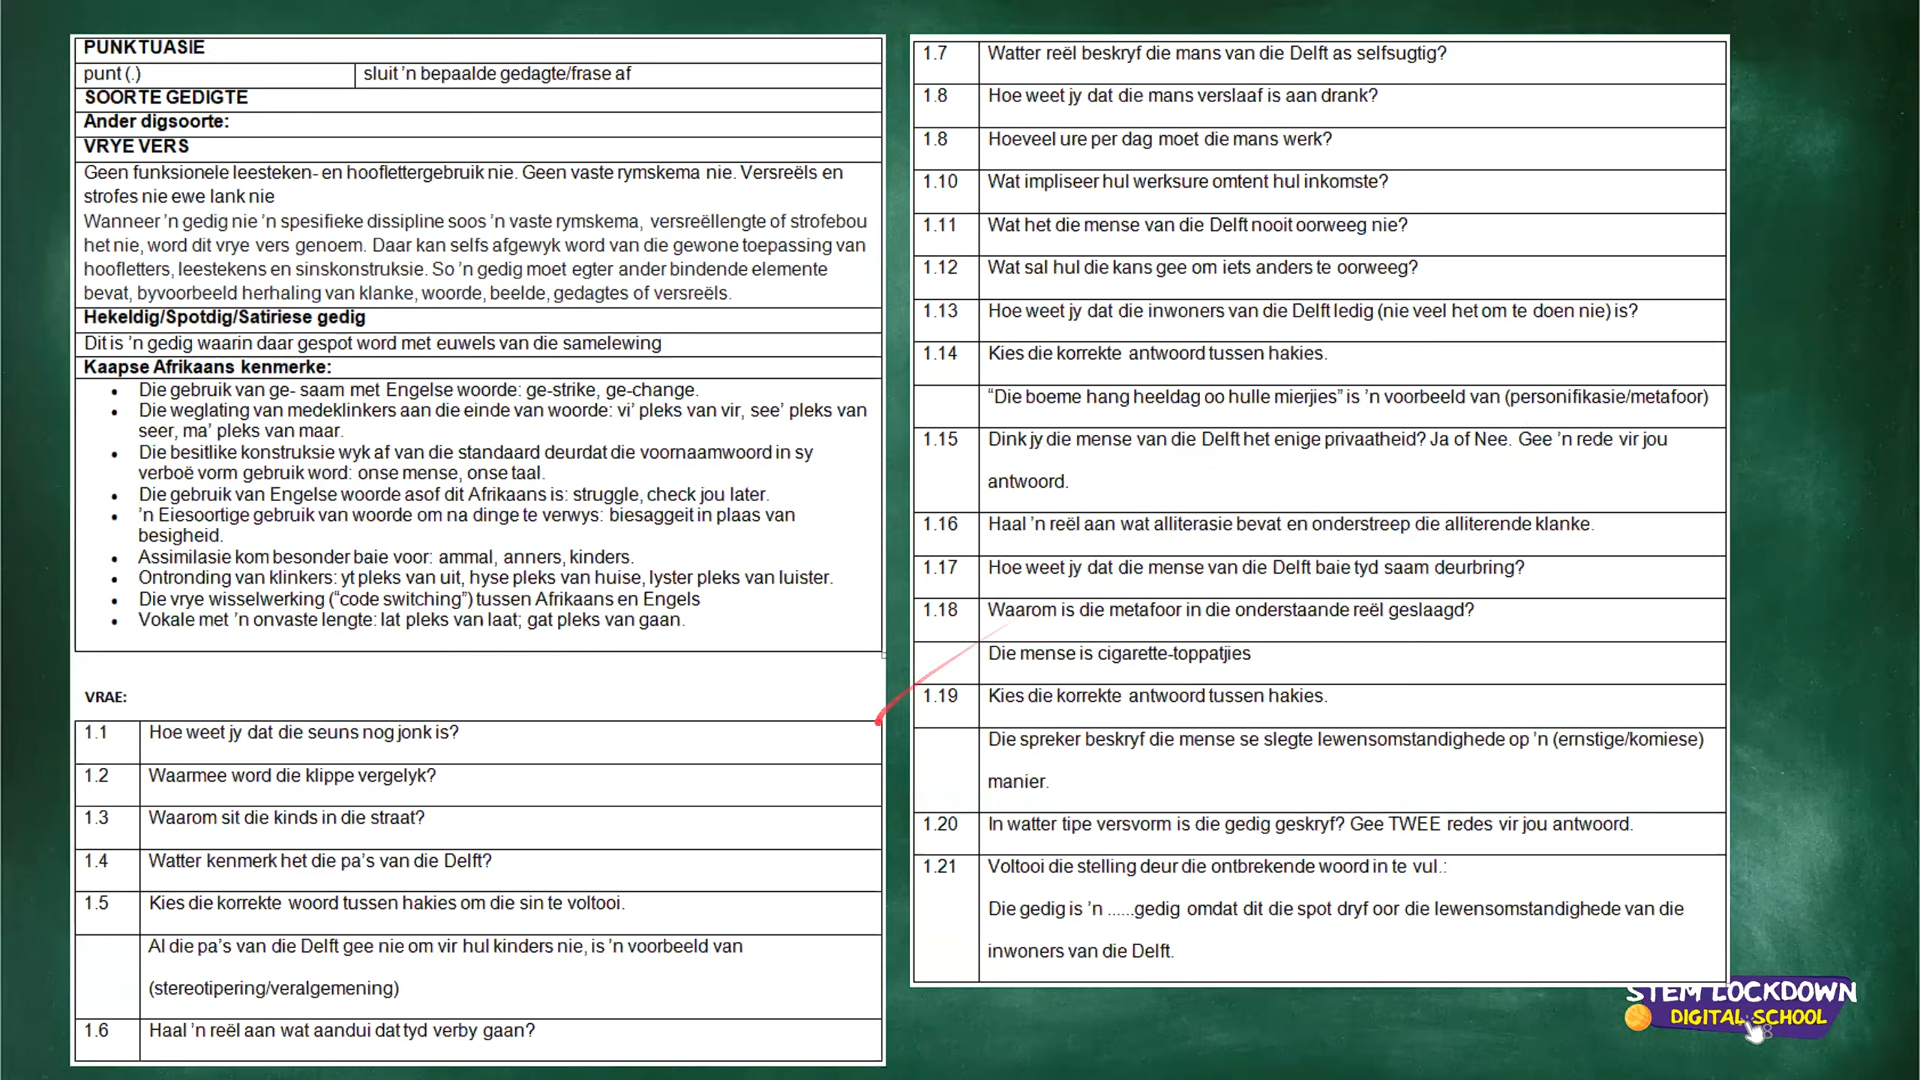 PUNKTUASIE
punt (.) sluit ’n bepaalde gedagte/frase af
SOORTE GEDIGTE
Ander digsoorte:
VRYE VERS
Geen funksionele leesteken- en hooflettergebruik nie. Geen vaste rymskema nie. Versreëls en
strofes nie ewe lank nie
Wanneer ’n gedig nie ’n spesifieke dissipline soos ’n vaste rymskema, versreëllengte of strofebou
het nie, word dit vrye vers genoem. Daar kan selfs afgewyk word van die gewone toepassing van
hoofletters, leestekens en sinskonstruksie. So ’n gedig moet egter ander bindende elemente
bevat, byvoorbeeld herhaling van klanke, woorde, beelde, gedagtes of versreëls.
Hekeldig/Spotdig/Satiriese gedig
Dit is ’n gedig waarin daar gespot word met euwels van die samelewing
Kaapse Afrikaans kenmerke:
• Die gebruik van ge- saam met Engelse woorde: ge-strike, ge-change.
• Die weglating van medeklinkers aan die einde van woorde: vi’ pleks van vir, see’ pleks van
seer, ma’ pleks van maar.
• Die besitlike konstruksie wyk af van die standaard deurdat die voornaamwoord in sy
verboë vorm gebruik word: onse mense, onse taal.
• Die gebruik van Engelse woorde asof dit Afrikaans is: struggle, check jou later.
• ’n Eiesoortige gebruik van woorde om na dinge te verwys: biesaggeit in plaas van
besigheid.
• Assimilasie kom besonder baie voor: ammal, anners, kinders.
• Ontronding van klinkers: yt pleks van uit, hyse pleks van huise, lyster pleks van luister.
• Die vrye wisselwerking (“code switching”) tussen Afrikaans en Engels
• Vokale met ’n onvaste lengte: lat pleks van laat; gat pleks van gaan.
VRAE:
1.1 Hoe weet jy dat die seuns nog jonk is?
1.2 Waarmee word die klippe vergelyk?
1.3 Waarom sit die kinds in die straat?
1.4 Watter kenmerk het die pa’s van die Delft?
1.5 Kies die korrekte woord tussen hakies om die sin te voltooi.
Al die pa’s van die Delft gee nie om vir hul kinders nie, is ’n voorbeeld van
(stereotipering/veralgemening)
1.6 Haal ’n reël aan wat aandui dat tyd verby gaan?
1.7 Watter reël beskryf die mans van die Delft as selfsugtig?
1.8 Hoe weet jy dat die mans verslaaf is aan drank?
1.8 Hoeveel ure per dag moet die mans werk?
1.10 Wat impliseer hul werksure omtent hul inkomste?
1.11 Wat het die mense van die Delft nooit oorweeg nie?
1.12 Wat sal hul die kans gee om iets anders te oorweeg?
1.13 Hoe weet jy dat die inwoners van die Delft ledig (nie veel het om te doen nie) is?
1.14 Kies die korrekte antwoord tussen hakies.
“Die boeme hang heeldag oo hulle mierjies” is ’n voorbeeld van (personifikasie/metafoor)
1.15 Dink jy die mense van die Delft het enige privaatheid? Ja of Nee. Gee ’n rede vir jou
antwoord.
1.16 Haal ’n reël aan wat alliterasie bevat en onderstreep die alliterende klanke.
1.17 Hoe weet jy dat die mense van die Delft baie tyd saam deurbring?
1.18 Waarom is die metafoor in die onderstaande reël geslaagd?
Die mense is cigarette-toppatjies
1.19 Kies die korrekte antwoord tussen hakies.
Die spreker beskryf die mense se slegte lewensomstandighede op ’n (ernstige/komiese)
manier.
1.20 In watter tipe versvorm is die gedig geskryf? Gee TWEE redes vir jou antwoord.
1.21 Voltooi die stelling deur die ontbrekende woord in te vul.:
Die gedig is ’n ......gedig omdat dit die spot dryf oor die lewensomstandighede van die
inwoners van die Delft.
STEM LOCKDOWN
DIGITAL SCHOOL